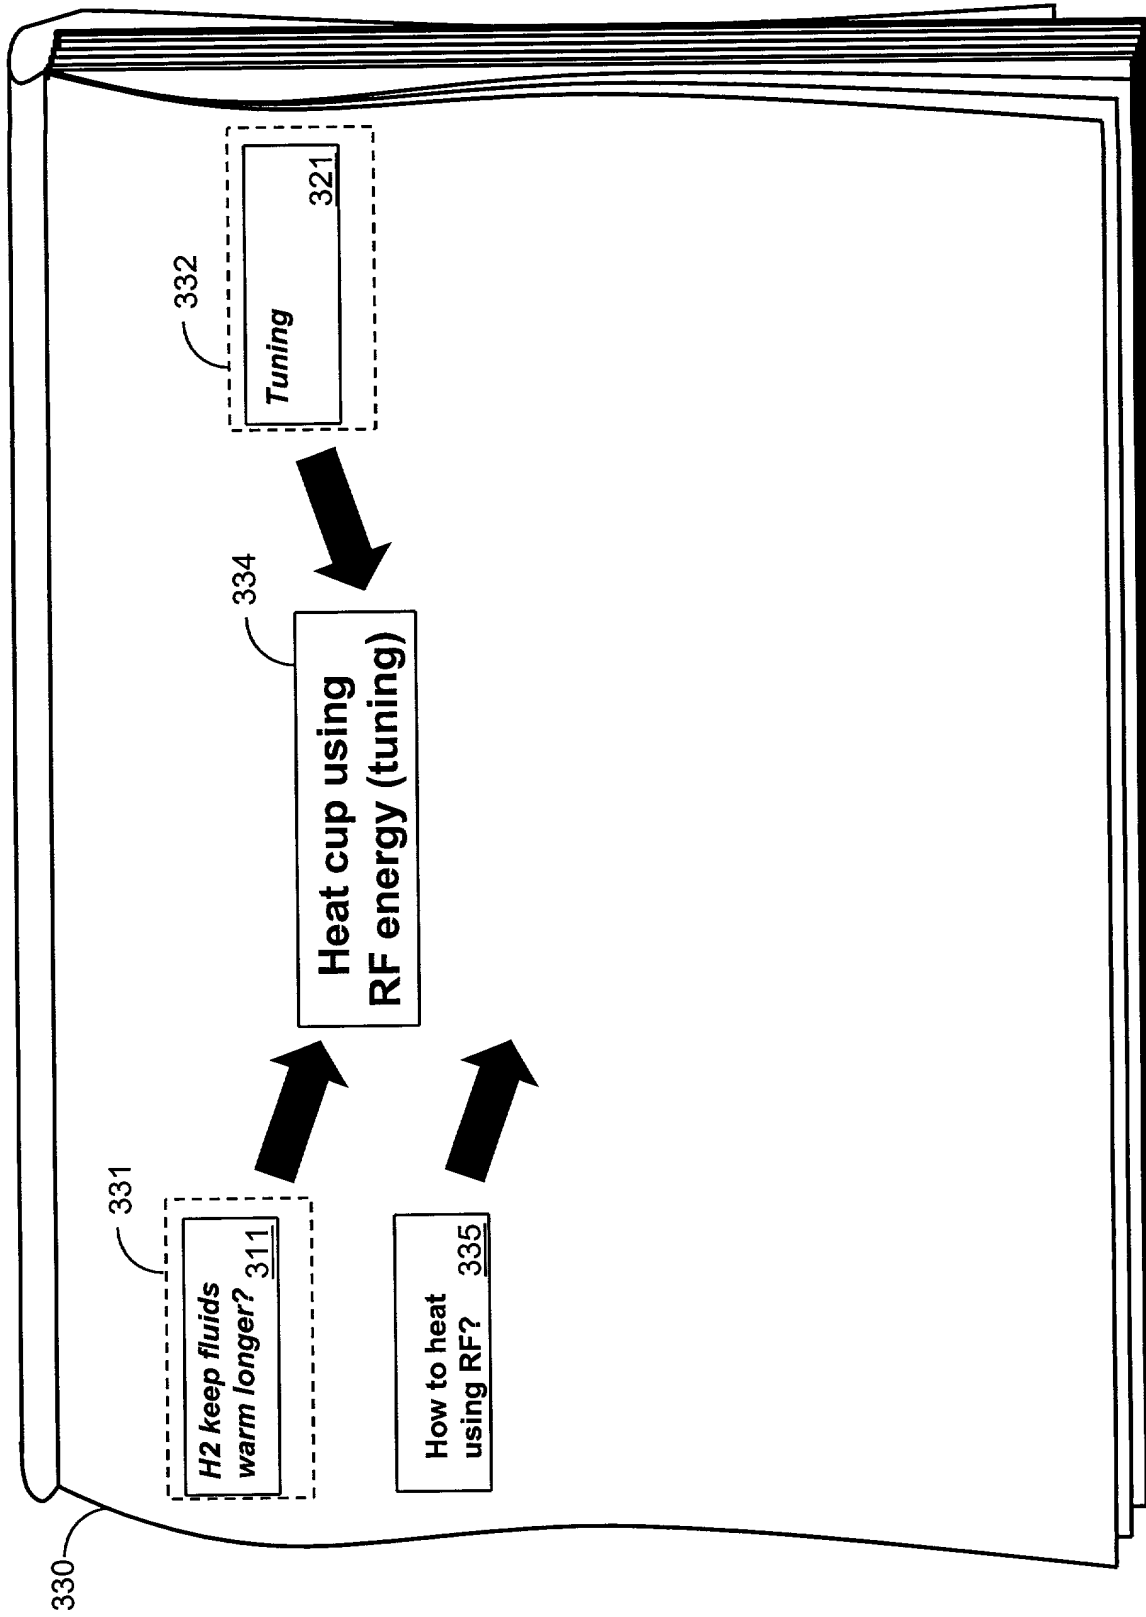 330
331
H2 keep fluids
warm longer?
311
How to heat
using RF?
335
334
Heat cup using
RF energy (tuning)
332
Tuning
321